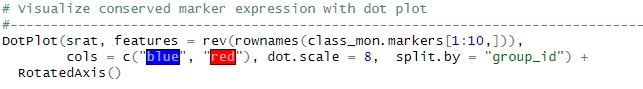 # Visualize conserved marker expression with dot plot
#-------------------------------------------------------------------------------
DotPlot(srat, features = rev(rownames(class_mon.markers[1:10,])),
        cols = c("blue", "red"), dot.scale = 8,  split.by = "group_id") +
  RotatedAxis()